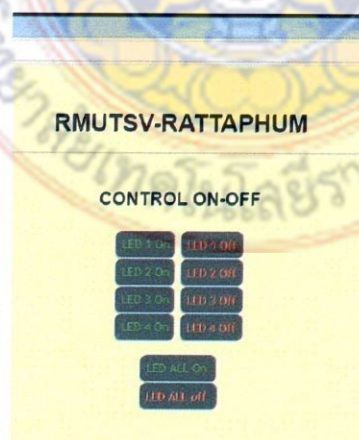 RMUTSV-RATTAPHUM
CONTROL ON-OFF
LED 1 On LED 1 Off
LED 2 On LED 2 Off
LED 3 On LED 3 Off
LED 4 On LED 4 Off
LED ALL On
LED ALL off